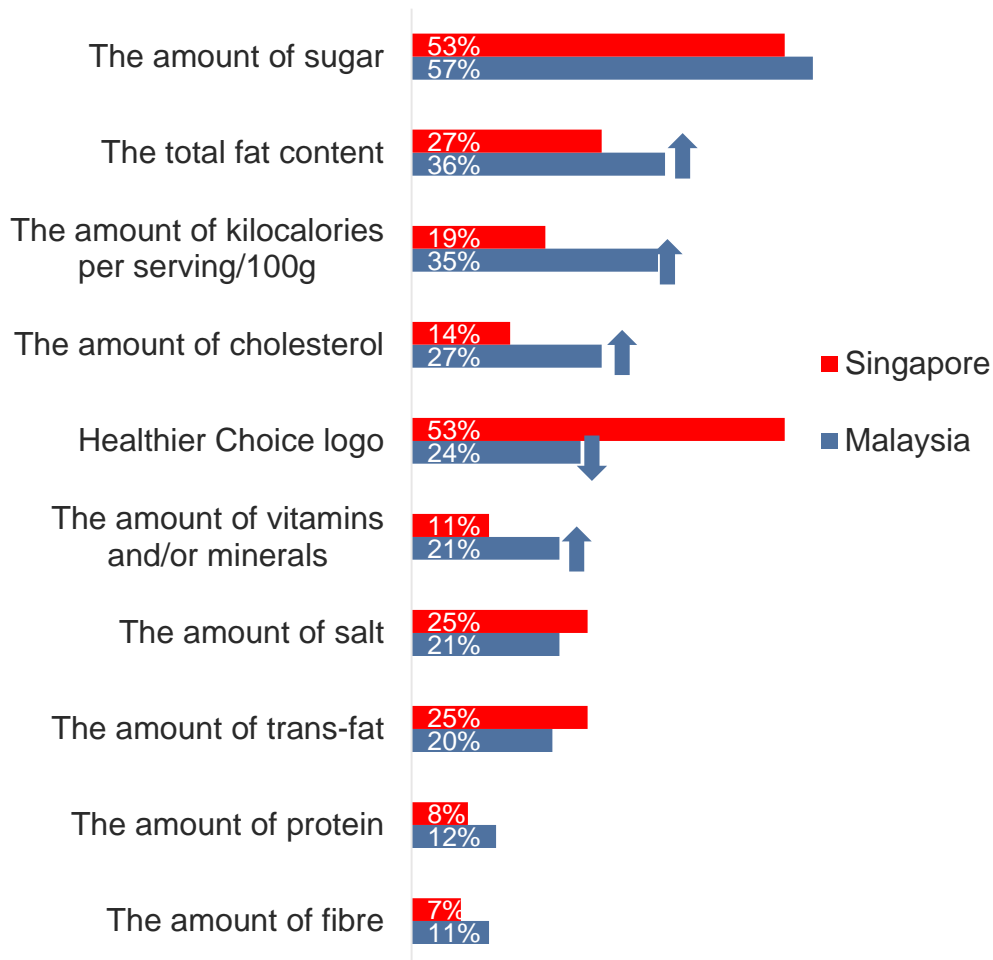 The amount of sugar
53%
57%
The total fat content
27%
36%
The amount of kilocalories
per serving/100g
19%
35%
The amount of cholesterol
14%
27%
Singapore
Healthier Choice logo
53%
24%
Malaysia
The amount of vitamins
and/or minerals
11%
21%
The amount of salt
25%
21%
The amount of trans-fat
25%
20%
The amount of protein
8%
12%
The amount of fibre
7%
11%